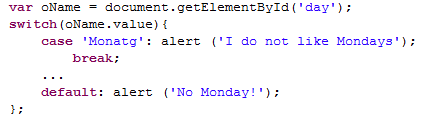 var oName = document.getElementById('day');
switch(oName.value){
    case 'Monatg': alert ('I do not like Mondays');
        break;
    ...
    default: alert ('No Monday!');
};